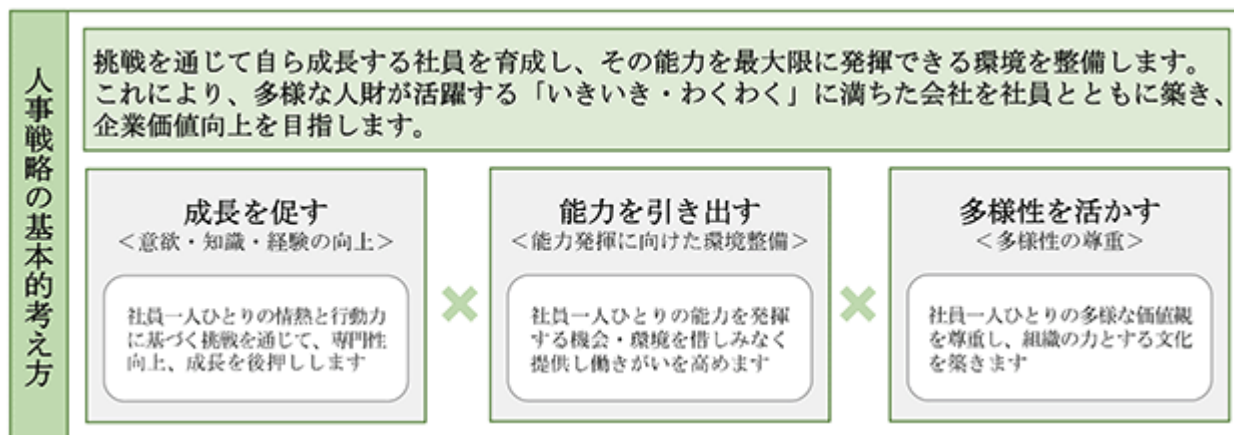 人事戦略の基本的考え方
挑戦を通じて自ら成長する社員を育成し、その能力を最大限に発揮できる環境を整備します。
これにより、多様な人財が活躍する「いきいき・わくわく」に満ちた会社を社員とともに築き、
企業価値向上を目指します。
成長を促す
＜意欲・知識・経験の向上＞
社員一人ひとりの情熱と行動力
に基づく挑戦を通じて、専門性
向上、成長を後押しします
×
能力を引き出す
＜能力発揮に向けた環境整備＞
社員一人ひとりの能力を発揮
する機会・環境を惜しみなく
提供し働きがいを高めます
×
多様性を活かす
＜多様性の尊重＞
社員一人ひとりの多様な価値観
を尊重し、組織の力とする文化
を築きます